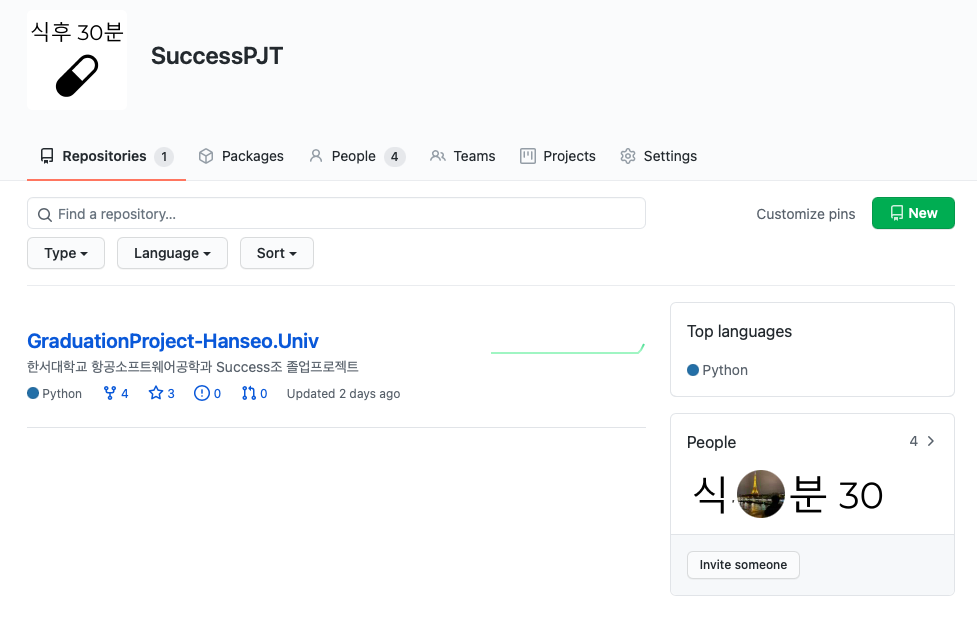 식후 30분
SuccessPJT
Repositories 1 Packages People 4 Teams Projects Settings
Find a repository... Customize pins New
Type Language Sort
GraduationProject-Hanseo.Univ
한서대학교 항공소프트웨어공학과 Success조 졸업프로젝트
Python 4 3 0 0 Updated 2 days ago
Top languages
Python
People 4
식 분 30
Invite someone